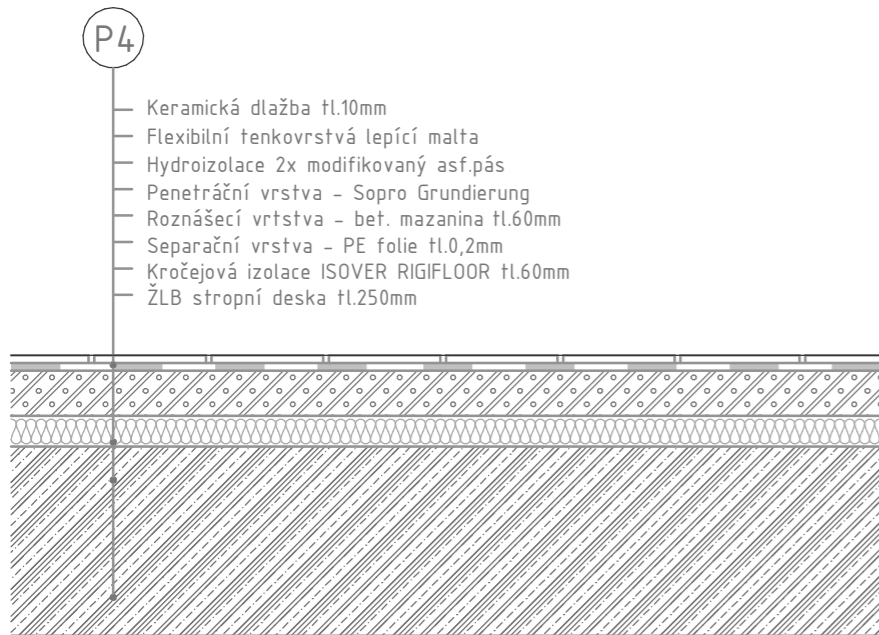 P4
Keramická dlažba tl.10mm
Flexibilní tenkovrstvá lepící malta
Hydroizolace 2x modifikovaný asf.pás
Penetráční vrstva - Sopro Grundierung
Roznášecí vrtstva - bet. mazanina tl.60mm
Separační vrstva - PE folie tl.0,2mm
Kročejová izolace ISOVER RIGIFLOOR tl.60mm
ŽLB stropní deska tl.250mm